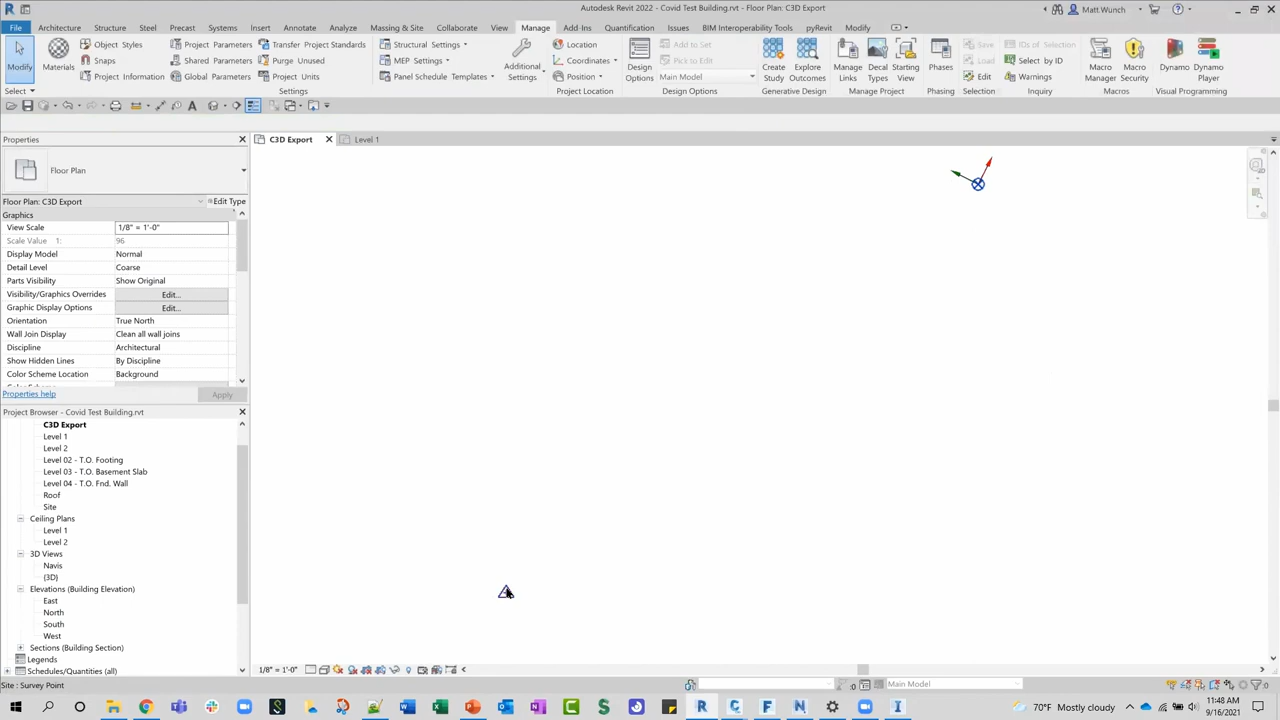 Autodesk Revit 2022 - Covid Test Building.rvt - Floor Plan: C3D Export
Matt Wunch
File Architecture Structure Steel Precast Systems Insert Annotate Analyze Massing & Site Collaborate View Manage Add-Ins Quantification Issues BIM Interoperability Tools pyRevit Modify
Modify
Materials
Object Styles
Snaps
Project Information
Project Parameters
Shared Parameters
Global Parameters
Transfer Project Standards
Purge Unused
Project Units
Structural Settings
MEP Settings
Panel Schedule Templates
Additional Settings
Location
Coordinates
Position
Design Options
Add to Set
Pick to Edit
Main Model
Create Study
Explore Outcomes
Manage Links
Decal Types
Starting View
Phases
Save
Load
Edit
IDs of Selection
Select by ID
Warnings
Macro Manager
Macro Security
Dynamo
Dynamo Player
Select Settings Project Location Design Options Generative Design Manage Project Phasing Selection Inquiry Macros Visual Programming
Properties
C3D Export
Level 1
Floor Plan
Floor Plan: C3D Export
Edit Type
Graphics
View Scale 1/8" = 1'-0"
Scale Value 1: 96
Display Model Normal
Detail Level Coarse
Parts Visibility Show Original
Visibility/Graphics Overrides Edit...
Graphic Display Options Edit...
Orientation True North
Wall Join Display Clean all wall joins
Discipline Architectural
Show Hidden Lines By Discipline
Color Scheme Location Background
Properties help
Apply
Project Browser - Covid Test Building.rvt
C3D Export
Level 1
Level 2
Level 02 - T.O. Footing
Level 03 - T.O. Basement Slab
Level 04 - T.O. Fnd. Wall
Roof
Site
Ceiling Plans
Level 1
Level 2
3D Views
Navis
{3D}
Elevations (Building Elevation)
East
North
South
West
Sections (Building Section)
Legends
Schedules/Quantities (all)
1/8" = 1'-0"
Site : Survey Point
:0
Main Model
:0
70°F Mostly cloudy
11:48 AM
9/16/2021